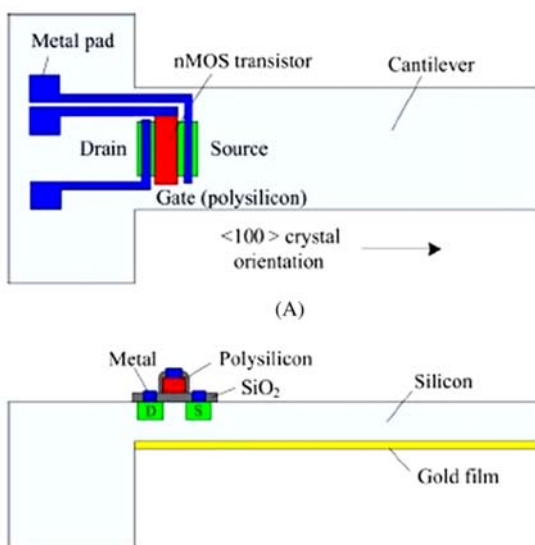 Metal pad
nMOS transistor
Cantilever
Drain
Source
Gate (polysilicon)
<100 > crystal
orientation
(A)
Metal
Polysilicon
SiO₂
Silicon
D
S
Gold film